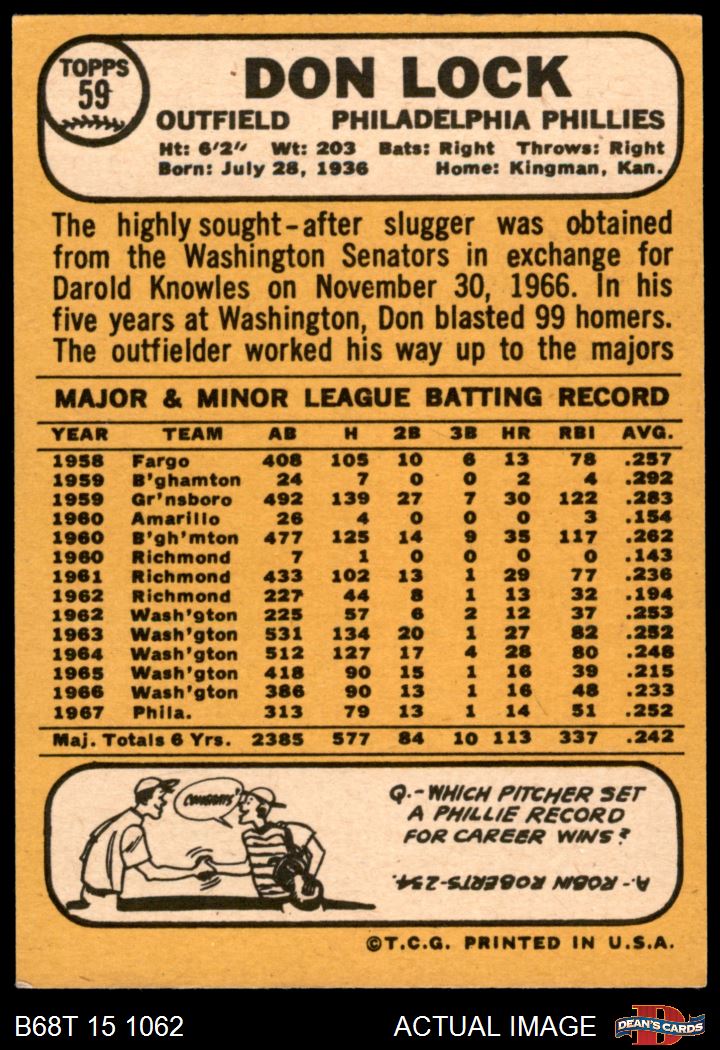 TOPPS
59
DON LOCK
OUTFIELD PHILADELPHIA PHILLIES
Ht: 6'2" Wt: 203 Bats: Right Throws: Right
Born: July 28, 1936 Home: Kingman, Kan.
The highly sought-after slugger was obtained
from the Washington Senators in exchange for
Darold Knowles on November 30, 1966. In his
five years at Washington, Don blasted 99 homers.
The outfielder worked his way up to the majors
MAJOR & MINOR LEAGUE BATTING RECORD
YEAR TEAM AB H 2B 3B HR RBI AVG.
1958 Fargo 408 105 10 6 13 78 .257
1959 B'ghamton 24 7 0 0 2 4 .292
1959 Gr'nsboro 492 139 27 7 30 122 .283
1960 Amarillo 26 4 0 0 0 3 .154
1960 B'gh'mton 477 125 14 9 35 117 .262
1960 Richmond 7 1 0 0 0 0 .143
1961 Richmond 433 102 13 1 29 77 .236
1962 Richmond 227 44 8 1 13 32 .194
1962 Wash'gton 225 57 6 2 12 37 .253
1963 Wash'gton 531 134 20 1 27 82 .252
1964 Wash'gton 512 127 17 4 28 80 .248
1965 Wash'gton 418 90 15 1 16 39 .215
1966 Wash'gton 386 90 13 1 16 48 .233
1967 Phila. 313 79 13 1 14 51 .252
Maj. Totals 6 Yrs. 2385 577 84 10 113 337 .242
CONGRATS'
Q.-WHICH PITCHER SET
A PHILLIE RECORD
FOR CAREER WINS?
A.-ROBIN ROBERTS-234.
©T.C.G. PRINTED IN U.S.A.
B68T 15 1062 ACTUAL IMAGE DEAN'S CARDS